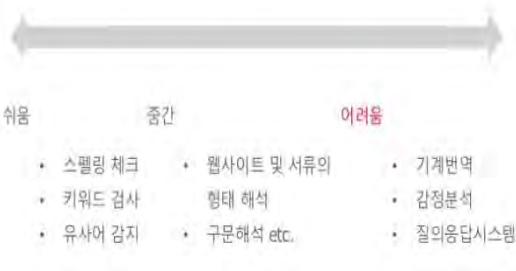 쉬움 중간 어려움
• 스펠링 체크
• 키워드 검사
• 유사어 감지
• 웹사이트 및 서류의
형태 해석
• 구문해석 etc.
• 기계번역
• 감정분석
• 질의응답시스템